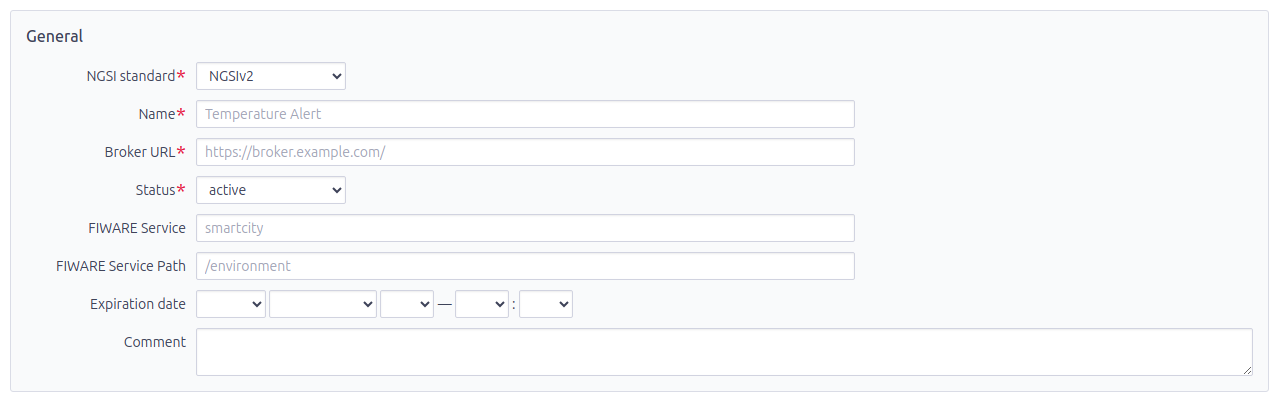 General
NGSI standard* NGSIv2
Name* Temperature Alert
Broker URL* https://broker.example.com/
Status* active
FIWARE Service smartcity
FIWARE Service Path /environment
Expiration date — :
Comment